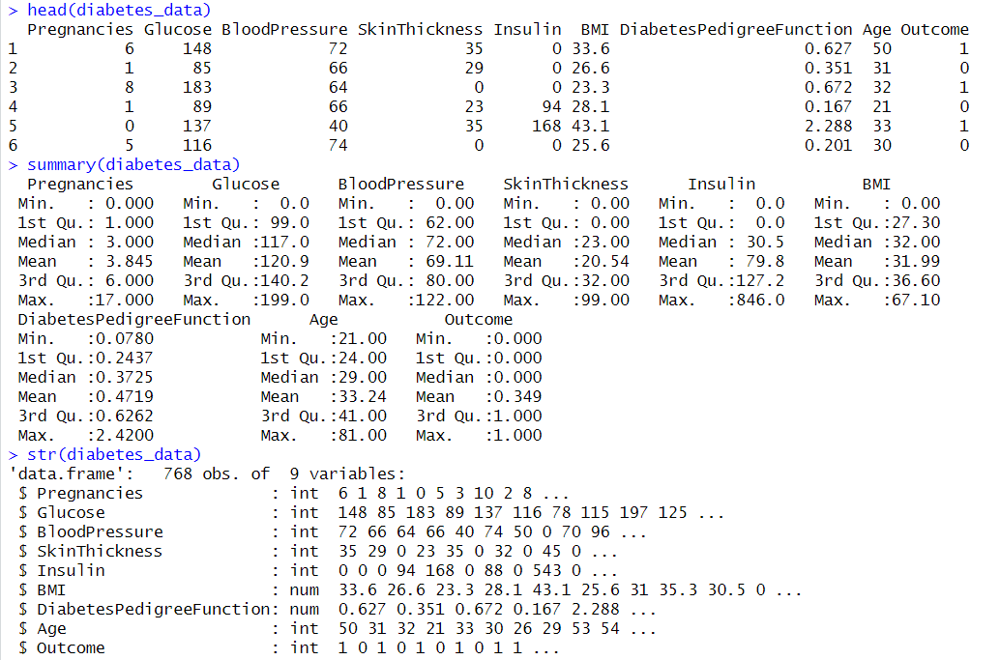 > head(diabetes_data)
  Pregnancies Glucose BloodPressure SkinThickness Insulin  BMI DiabetesPedigreeFunction Age Outcome
1           6     148            72            35       0 33.6                    0.627  50       1
2           1      85            66            29       0 26.6                    0.351  31       0
3           8     183            64             0       0 23.3                    0.672  32       1
4           1      89            66            23      94 28.1                    0.167  21       0
5           0     137            40            35     168 43.1                    2.288  33       1
6           5     116            74             0       0 25.6                    0.201  30       0
> summary(diabetes_data)
  Pregnancies        Glucose      BloodPressure    SkinThickness      Insulin           BMI
 Min.   : 0.000   Min.   :  0.0   Min.   :  0.00   Min.   : 0.00   Min.   :  0.0   Min.   : 0.00
 1st Qu.: 1.000   1st Qu.: 99.0   1st Qu.: 62.00   1st Qu.: 0.00   1st Qu.:  0.0   1st Qu.:27.30
 Median : 3.000   Median :117.0   Median : 72.00   Median :23.00   Median : 30.5   Median :32.00
 Mean   : 3.845   Mean   :120.9   Mean   : 69.11   Mean   :20.54   Mean   : 79.8   Mean   :31.99
 3rd Qu.: 6.000   3rd Qu.:140.2   3rd Qu.: 80.00   3rd Qu.:32.00   3rd Qu.:127.2   3rd Qu.:36.60
 Max.   :17.000   Max.   :199.0   Max.   :122.00   Max.   :99.00   Max.   :846.0   Max.   :67.10
 DiabetesPedigreeFunction      Age           Outcome
 Min.   :0.0780           Min.   :21.00   Min.   :0.000
 1st Qu.:0.2437           1st Qu.:24.00   1st Qu.:0.000
 Median :0.3725           Median :29.00   Median :0.000
 Mean   :0.4719           Mean   :33.24   Mean   :0.349
 3rd Qu.:0.6262           3rd Qu.:41.00   3rd Qu.:1.000
 Max.   :2.4200           Max.   :81.00   Max.   :1.000
> str(diabetes_data)
'data.frame':   768 obs. of  9 variables:
 $ Pregnancies             : int  6 1 8 1 0 5 3 10 2 8 ...
 $ Glucose                 : int  148 85 183 89 137 116 78 115 197 125 ...
 $ BloodPressure           : int  72 66 64 66 40 74 50 0 70 96 ...
 $ SkinThickness           : int  35 29 0 23 35 0 32 0 45 0 ...
 $ Insulin                 : int  0 0 0 94 168 0 88 0 543 0 ...
 $ BMI                     : num  33.6 26.6 23.3 28.1 43.1 25.6 31 35.3 30.5 0 ...
 $ DiabetesPedigreeFunction: num  0.627 0.351 0.672 0.167 2.288 ...
 $ Age                     : int  50 31 32 21 33 30 26 29 53 54 ...
 $ Outcome                 : int  1 0 1 0 1 0 1 0 1 1 ...